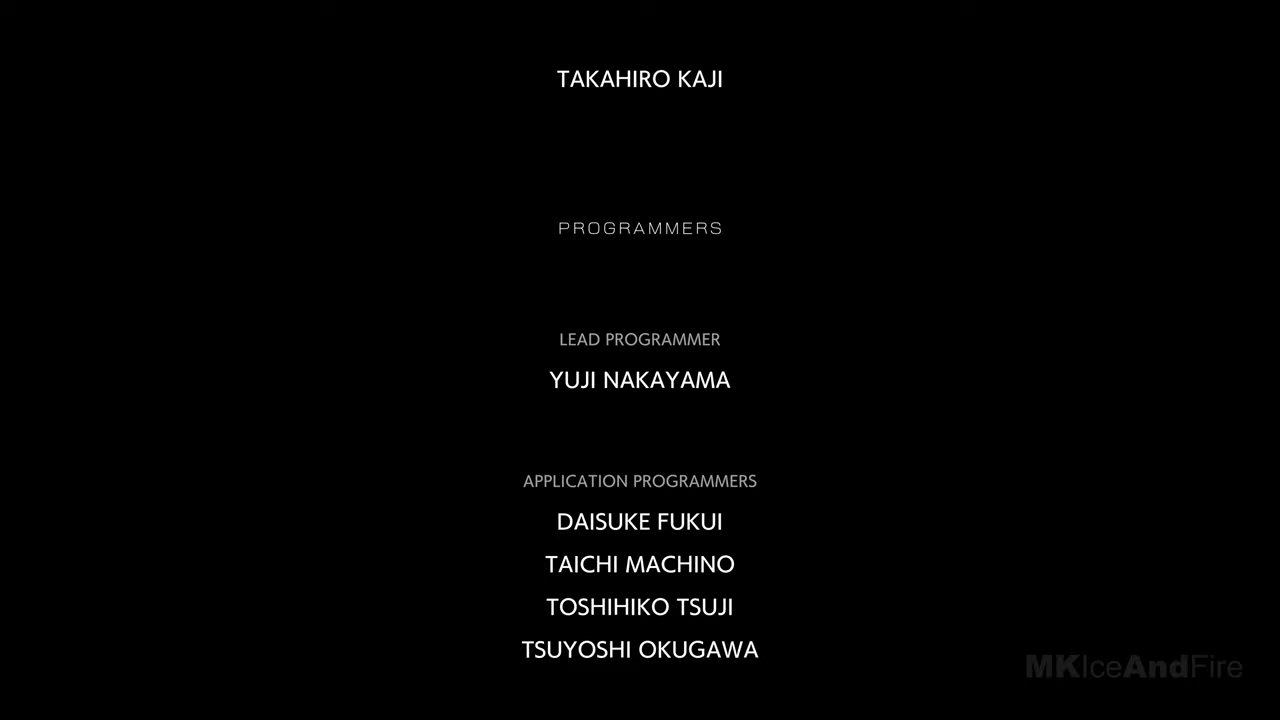 TAKAHIRO KAJI
PROGRAMMERS
LEAD PROGRAMMER
YUJI NAKAYAMA
APPLICATION PROGRAMMERS
DAISUKE FUKUI
TAICHI MACHINO
TOSHIHIKO TSUJI
TSUYOSHI OKUGAWA
MKIceAndFire